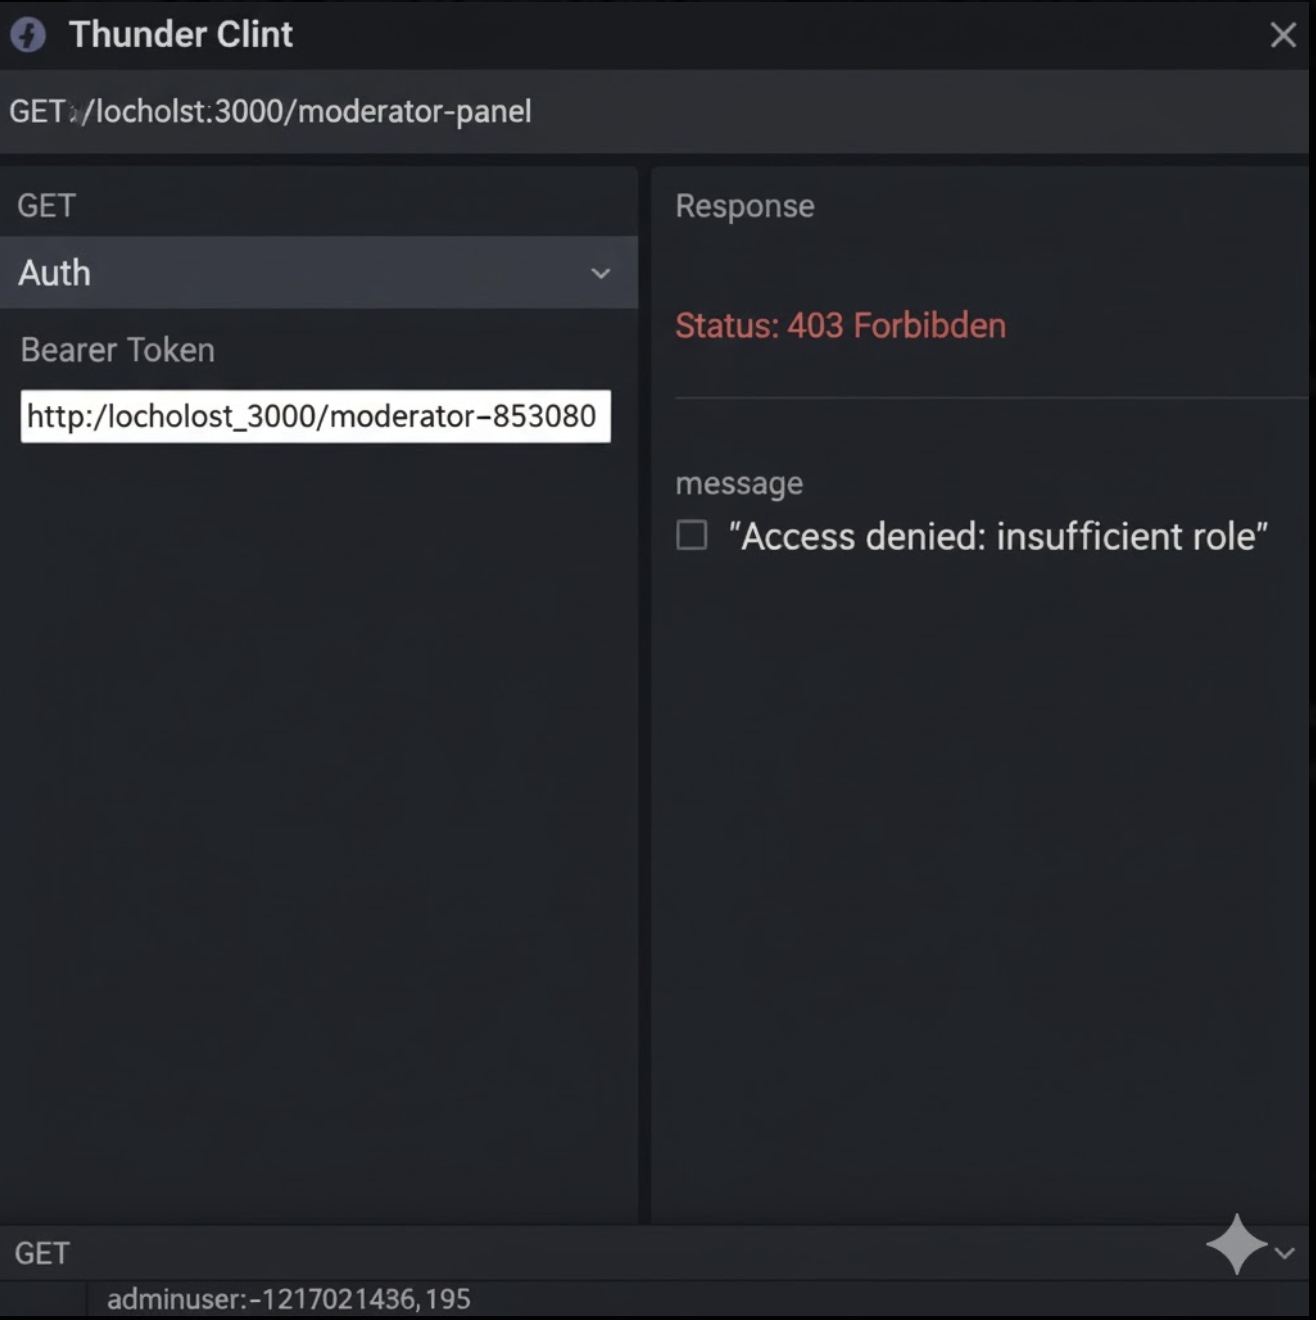 Thunder Clint
GET:/locholst:3000/moderator-panel
GET
Auth
Bearer Token
http:/locholost_3000/moderator-853080
Response
Status: 403 Forbibden
message
"Access denied: insufficient role"
GET
adminuser:-1217021436,195